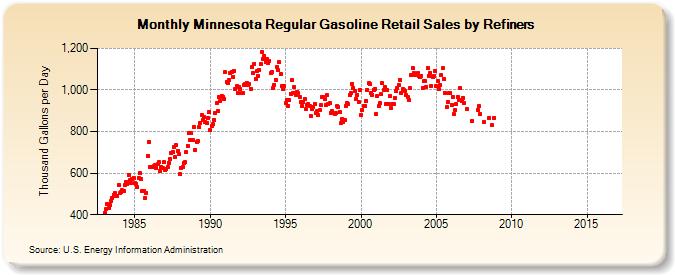 Monthly Minnesota Regular Gasoline Retail Sales by Refiners
Thousand Gallons per Day
1,200
1,000
800
600
400
1985 1990 1995 2000 2005 2010 2015
Source: U.S. Energy Information Administration